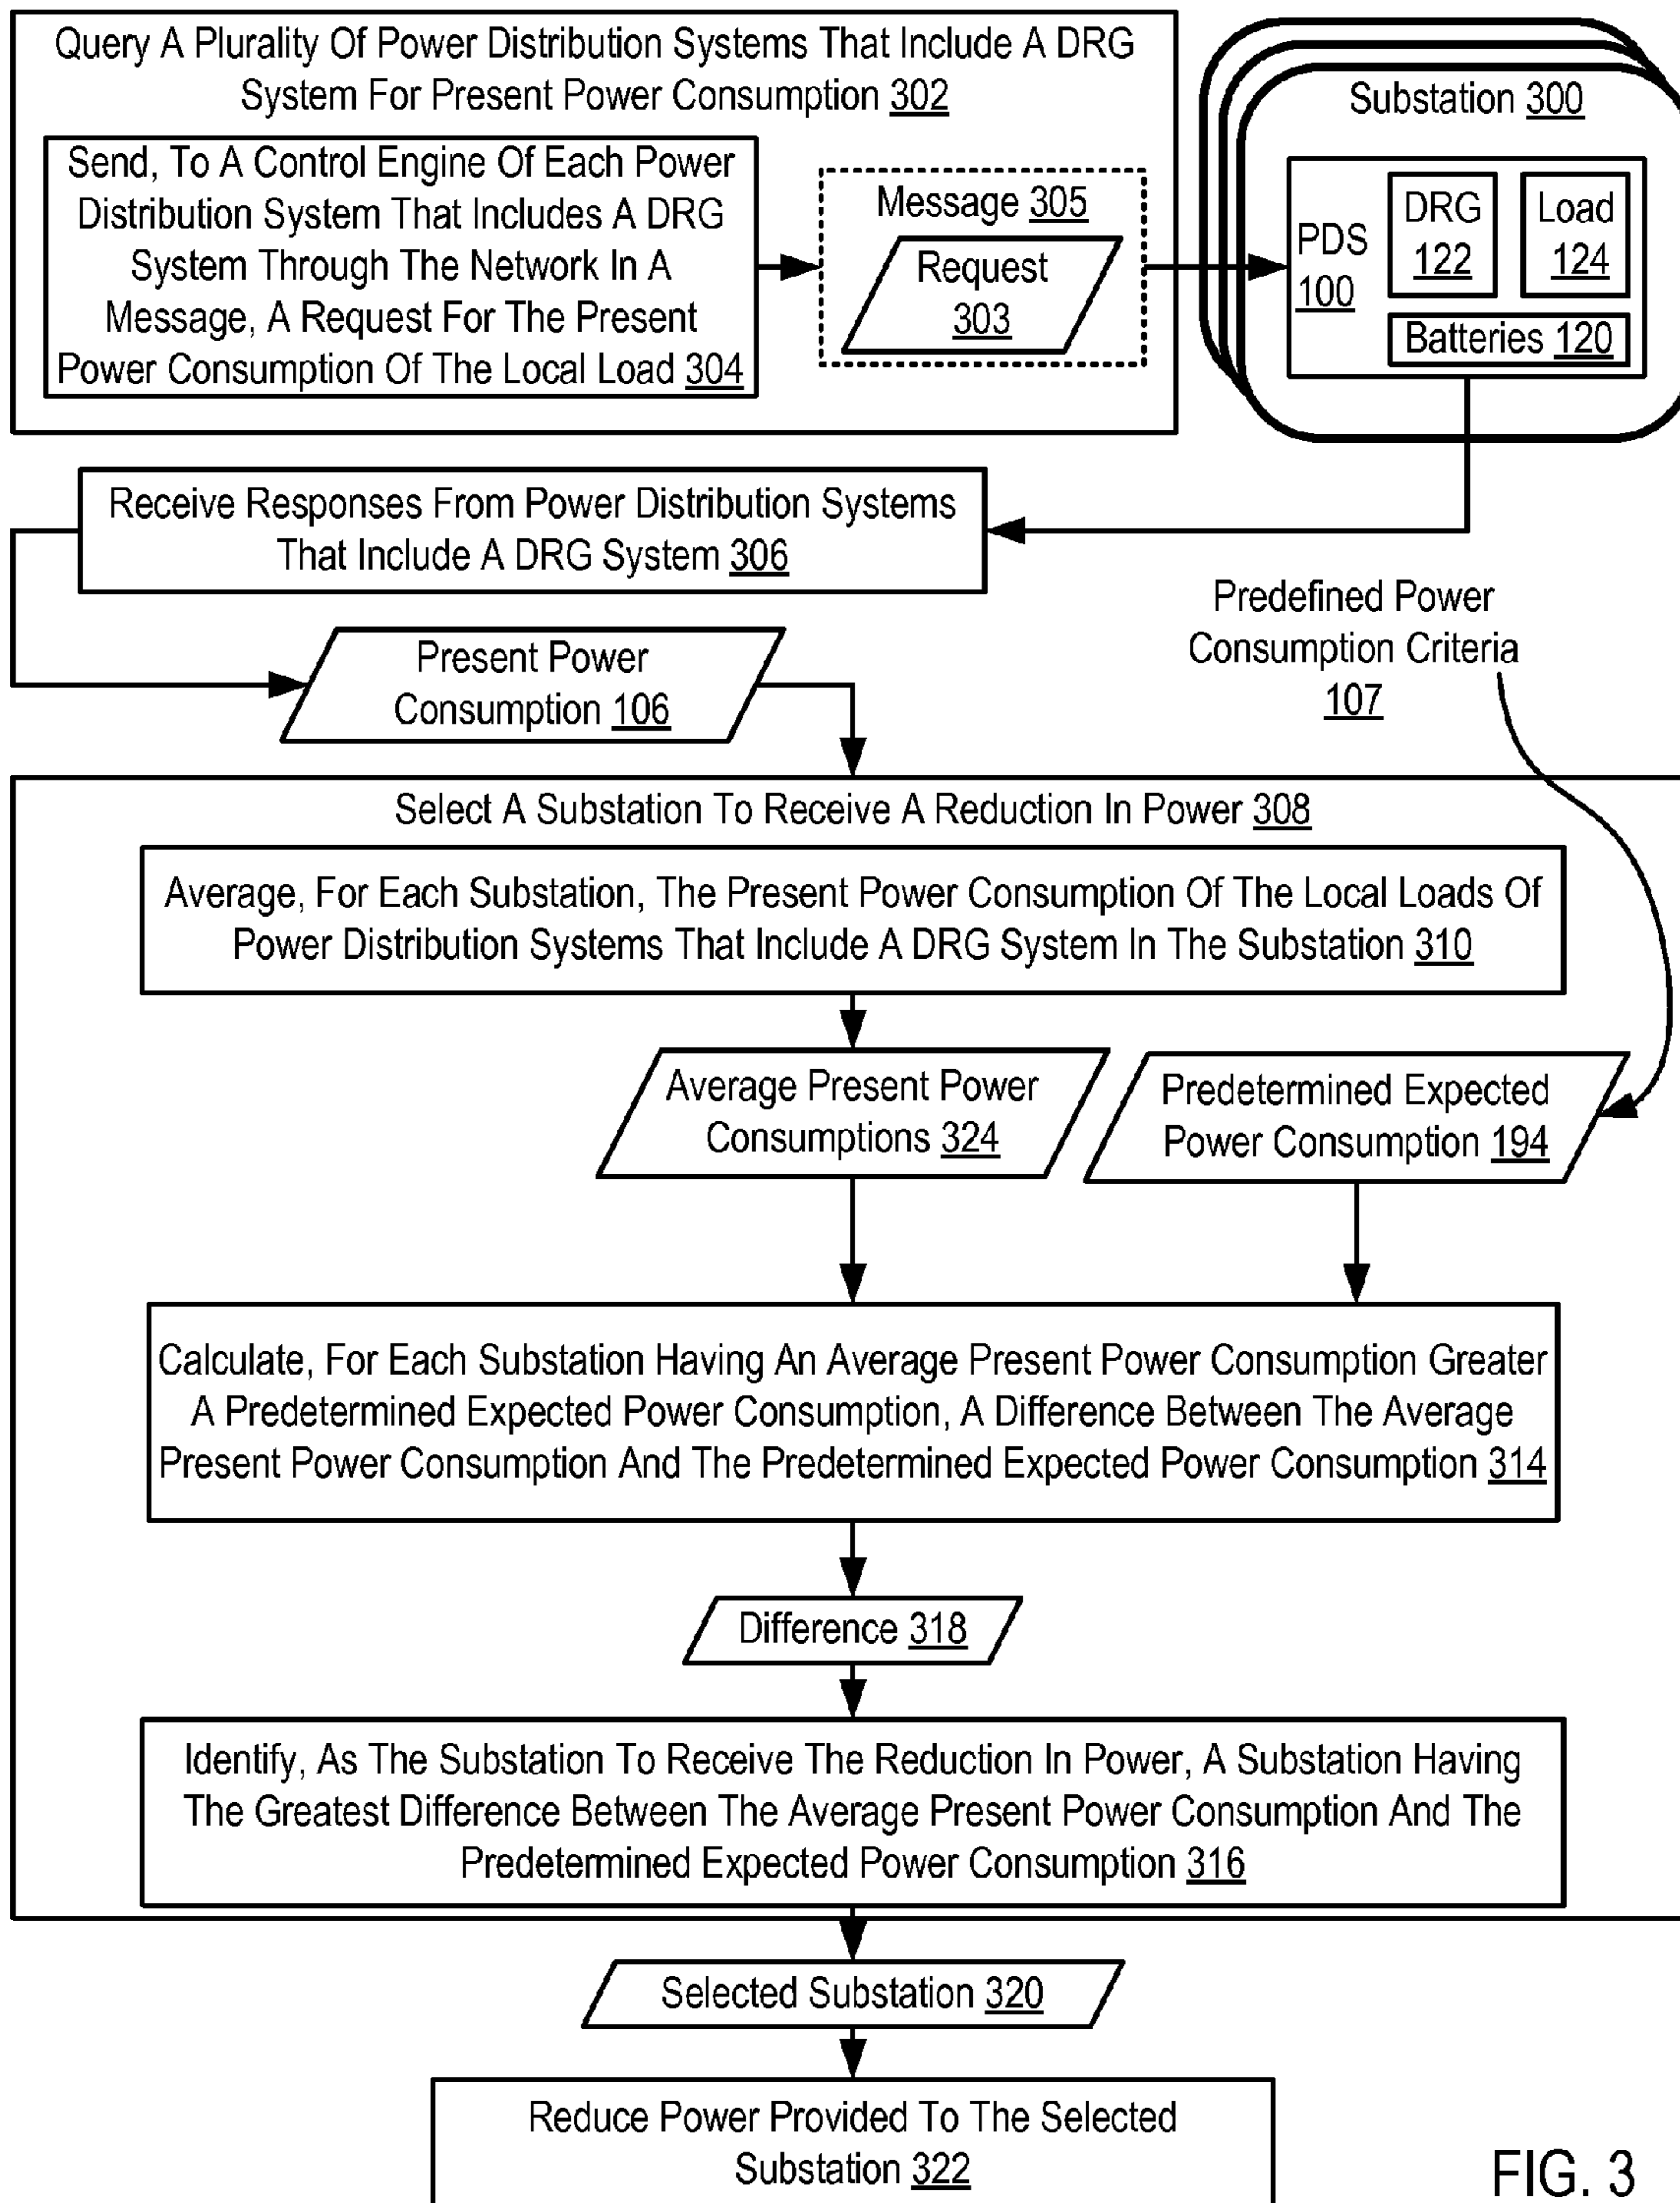 Query A Plurality Of Power Distribution Systems That Include A DRG
System For Present Power Consumption 302
Send, To A Control Engine Of Each Power
Distribution System That Includes A DRG
System Through The Network In A
Message, A Request For The Present
Power Consumption Of The Local Load 304
Message 305
Request
303
Substation 300
PDS
100
DRG
122
Load
124
Batteries 120
Receive Responses From Power Distribution Systems
That Include A DRG System 306
Present Power
Consumption 106
Predefined Power
Consumption Criteria
107
Select A Substation To Receive A Reduction In Power 308
Average, For Each Substation, The Present Power Consumption Of The Local Loads Of
Power Distribution Systems That Include A DRG System In The Substation 310
Average Present Power
Consumptions 324
Predetermined Expected
Power Consumption 194
Calculate, For Each Substation Having An Average Present Power Consumption Greater
A Predetermined Expected Power Consumption, A Difference Between The Average
Present Power Consumption And The Predetermined Expected Power Consumption 314
Difference 318
Identify, As The Substation To Receive The Reduction In Power, A Substation Having
The Greatest Difference Between The Average Present Power Consumption And The
Predetermined Expected Power Consumption 316
Selected Substation 320
Reduce Power Provided To The Selected
Substation 322
FIG. 3